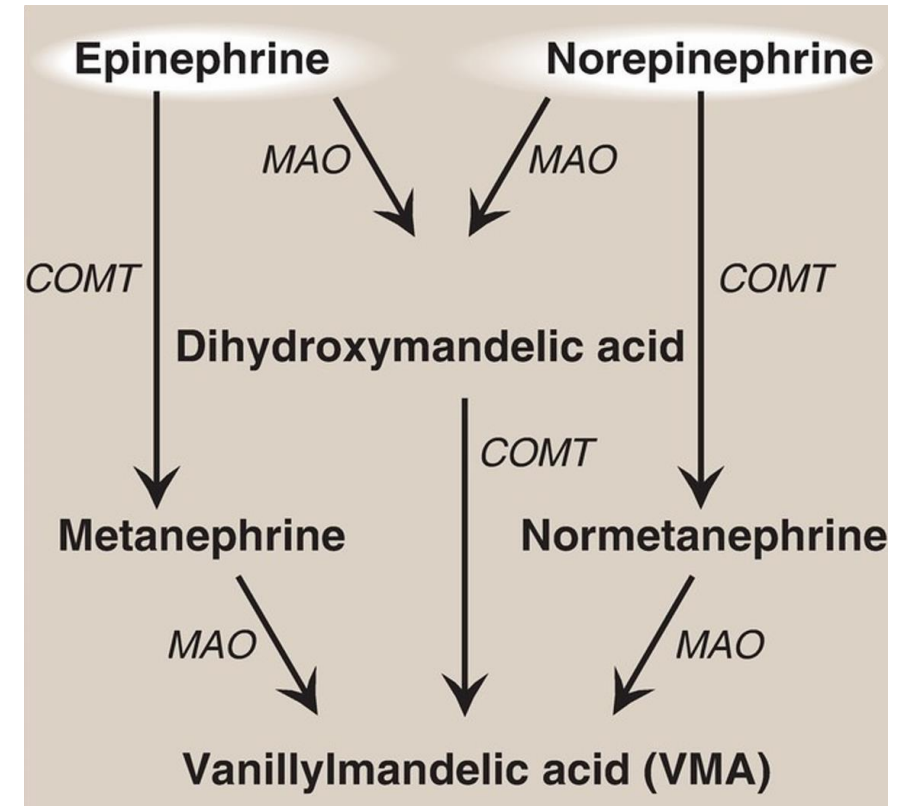 Epinephrine
Norepinephrine
MAO
MAO
COMT
COMT
Dihydroxymandelic acid
COMT
Metanephrine
Normetanephrine
MAO
MAO
Vanillylmandelic acid (VMA)